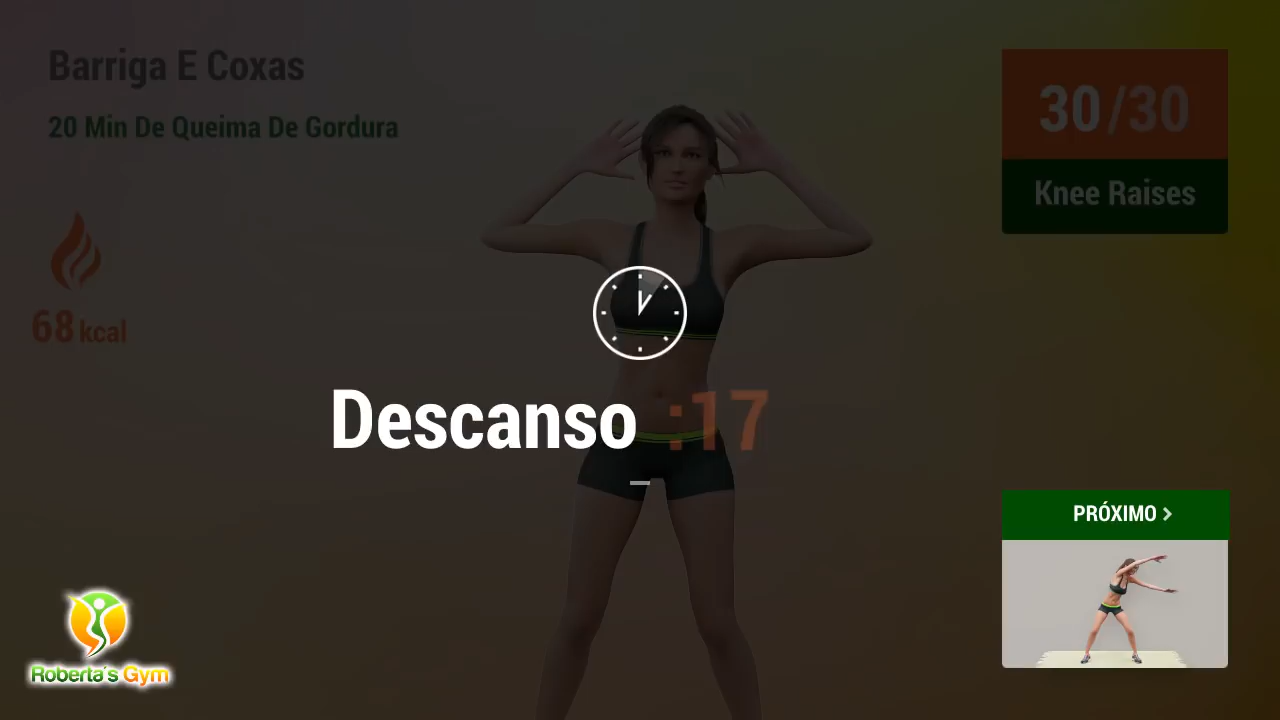 Barriga E Coxas
20 Min De Queima De Gordura
30/30
Knee Raises
68 kcal
Descanso :17
PRÓXIMO >
Roberta´s Gym